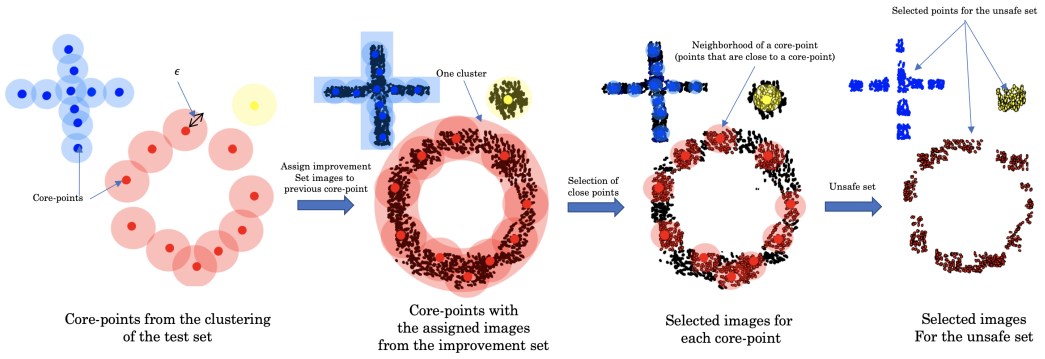 Selected points for the unsafe set
Neighborhood of a core-point
(points that are close to a core-point)
One cluster
ϵ
Core-points
Assign improvement
Set images to
previous core-point
Selection of
close points
Unsafe set
Core-points from the clustering
of the test set
Core-points with
the assigned images
from the improvement set
Selected images for
each core-point
Selected images
For the unsafe set